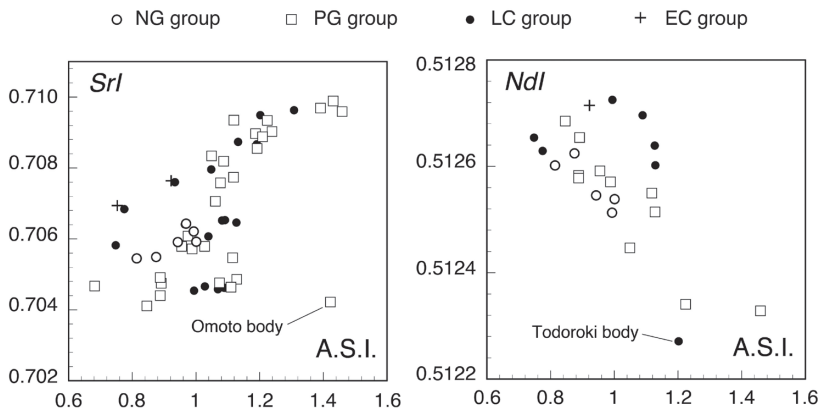 NG group PG group LC group EC group
SrI
0.710
0.708
0.706
0.704
0.702
Omoto body
A.S.I.
0.6 0.8 1 1.2 1.4 1.6
NdI
0.5128
0.5126
0.5124
0.5122
Todoroki body
A.S.I.
0.6 0.8 1.0 1.2 1.4 1.6